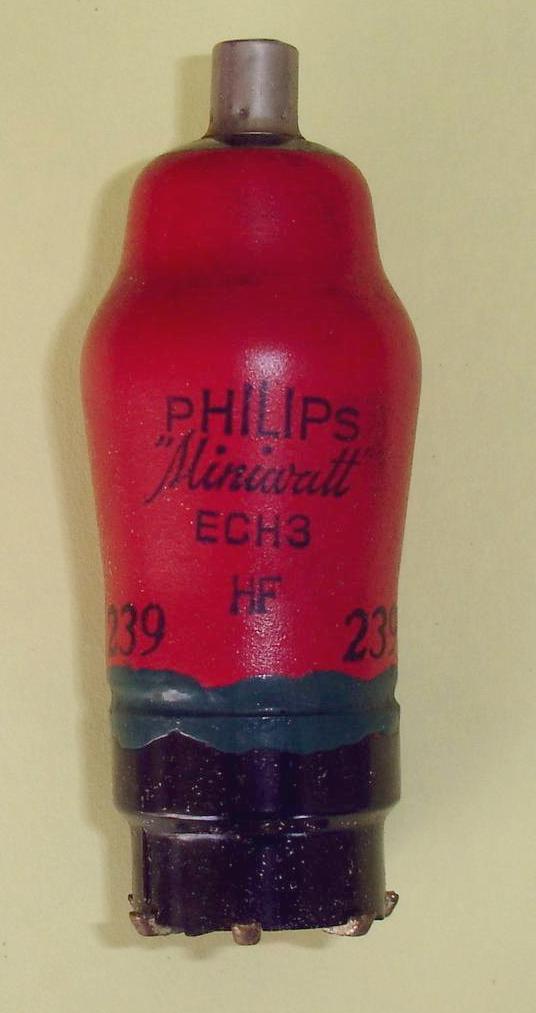 PHILIPS
"Miniwatt"
ECH3
HF
239 239